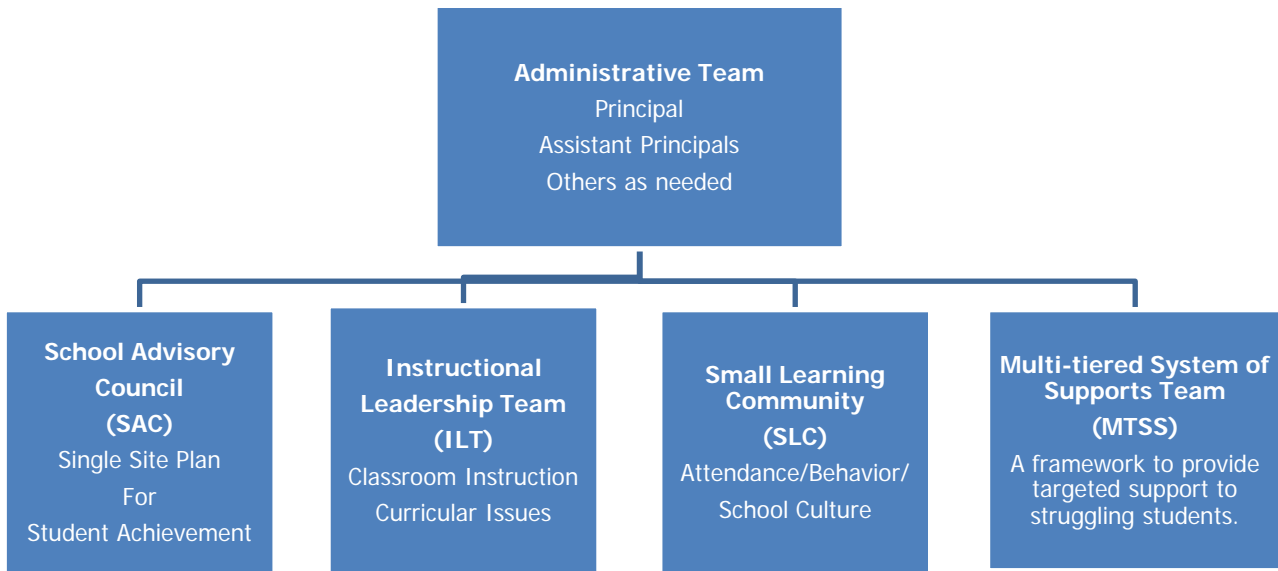 Administrative Team
Principal
Assistant Principals
Others as needed
School Advisory
Council
(SAC)
Single Site Plan
For
Student Achievement
Instructional
Leadership Team
(ILT)
Classroom Instruction
Curricular Issues
Small Learning
Community
(SLC)
Attendance/Behavior/
School Culture
Multi-tiered System of
Supports Team
(MTSS)
A framework to provide
targeted support to
struggling students.